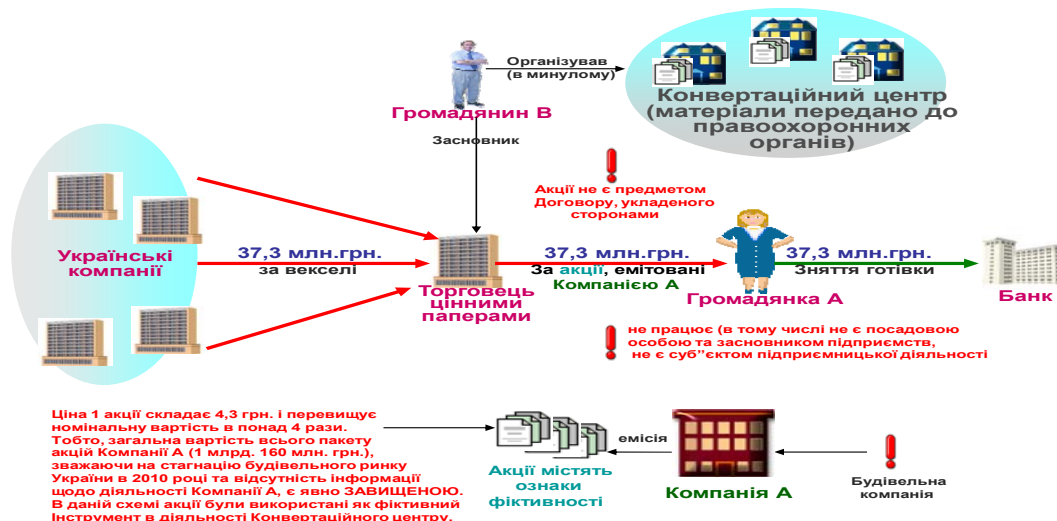 Організував
(в минулому)
Конвертаційний центр
(матеріали передано до
правоохоронних
органів)
Громадянин В
Засновник
Акції не є предметом
Договору, укладеного
сторонами
Українські
компанії
37,3 млн.грн.
за векселі
Торговець
цінними
паперами
37,3 млн.грн.
За акції, емітовані
Компанією А
Громадянка А
37,3 млн.грн.
Зняття готівки
Банк
не працює (в тому числі не є посадовою
особою та засновником підприємств,
не є суб"єктом підприємницької діяльності
Ціна 1 акції складає 4,3 грн. і перевищує
номінальну вартість в понад 4 рази.
Тобто, загальна вартість всього пакету
акцій Компанії А (1 млрд. 160 млн. грн.),
зважаючи на стагнацію будівельного ринку
України в 2010 році та відсутність інформації
щодо діяльності Компанії А, є явно ЗАВИЩЕНОЮ.
В даній схемі акції були використані як фіктивний
Інструмент в діяльності Конвертаційного центру.
Акції містять
ознаки
фіктивності
емісія
Компанія А
Будівельна
компанія